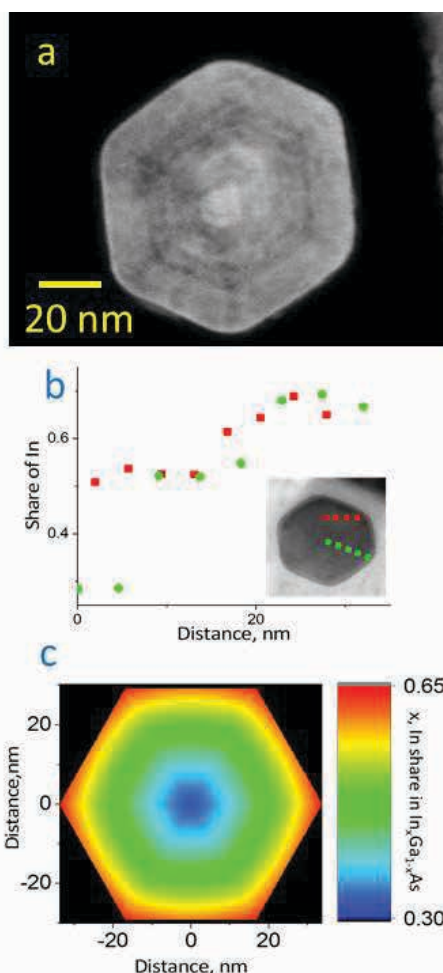 a
20 nm
b
Share of In
0.6
0.4
0
20
Distance, nm
c
Distance,nm
20
0
-20
-20
0
20
Distance, nm
0.65
x, In share in InₓGa₁₋ₓAs
0.30